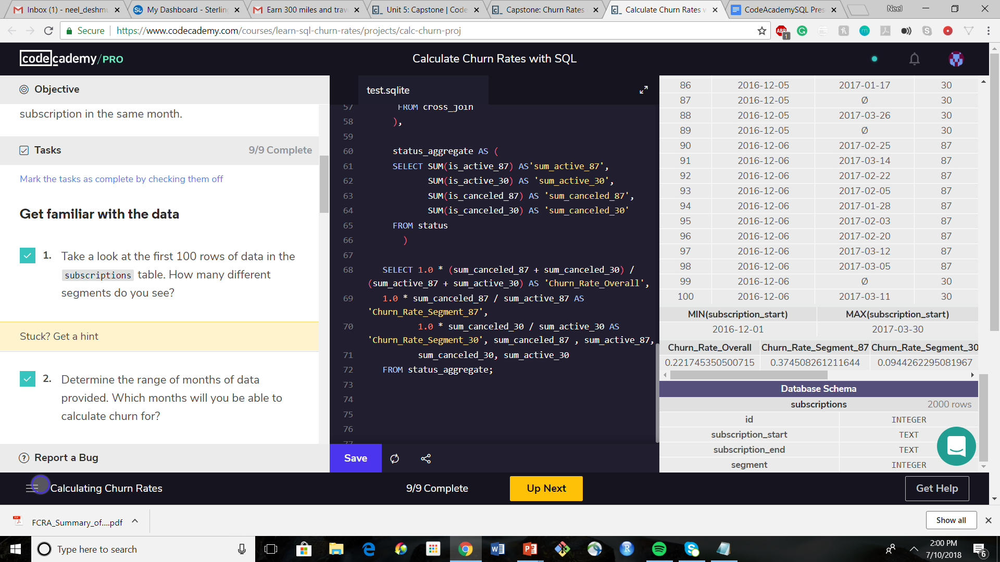 Inbox (1) - neel_deshmu
My Dashboard - Sterling
Earn 300 miles and trav
Unit 5: Capstone | Code
Capstone: Churn Rates
Calculate Churn Rates w
CodeAcademySQL Pres
Neel
Secure
https://www.codecademy.com/courses/learn-sql-churn-rates/projects/calc-churn-proj
ABP
1
codecademy/PRO
Calculate Churn Rates with SQL
Objective
subscription in the same month.
Tasks
9/9 Complete
Mark the tasks as complete by checking them off
Get familiar with the data
1. Take a look at the first 100 rows of data in the
subscriptions table. How many different
segments do you see?
Stuck? Get a hint
2. Determine the range of months of data
provided. Which months will you be able to
calculate churn for?
Report a Bug
test.sqlite
57 FROM cross_join
58 ),
59
60 status_aggregate AS (
61 SELECT SUM(is_active_87) AS'sum_active_87',
62 SUM(is_active_30) AS 'sum_active_30',
63 SUM(is_canceled_87) AS 'sum_canceled_87',
64 SUM(is_canceled_30) AS 'sum_canceled_30'
65 FROM status
66 )
67
68 SELECT 1.0 * (sum_canceled_87 + sum_canceled_30) /
(sum_active_87 + sum_active_30) AS 'Churn_Rate_Overall',
69 1.0 * sum_canceled_87 / sum_active_87 AS
'Churn_Rate_Segment_87',
70 1.0 * sum_canceled_30 / sum_active_30 AS
'Churn_Rate_Segment_30', sum_canceled_87 , sum_active_87,
71 sum_canceled_30, sum_active_30
72 FROM status_aggregate;
73
74
75
76
77
Save
86 2016-12-05 2017-01-17 30
87 2016-12-05 Ø 30
88 2016-12-05 2017-03-26 30
89 2016-12-05 Ø 30
90 2016-12-06 2017-02-25 87
91 2016-12-06 2017-03-14 87
92 2016-12-06 2017-02-22 87
93 2016-12-06 2017-02-05 87
94 2016-12-06 2017-01-28 87
95 2016-12-06 2017-02-03 87
96 2016-12-06 2017-02-20 87
97 2016-12-06 2017-03-12 87
98 2016-12-06 2017-03-05 87
99 2016-12-06 Ø 30
100 2016-12-06 2017-03-11 30
MIN(subscription_start) MAX(subscription_start)
2016-12-01 2017-03-30
Churn_Rate_Overall Churn_Rate_Segment_87 Churn_Rate_Segment_30
0.221745350500715 0.374508261211644 0.0944262295081967
Database Schema
subscriptions 2000 rows
id INTEGER
subscription_start TEXT
subscription_end TEXT
segment INTEGER
Calculating Churn Rates
9/9 Complete
Up Next
Get Help
FCRA_Summary_of....pdf
Show all
Type here to search
2:00 PM
7/10/2018
6